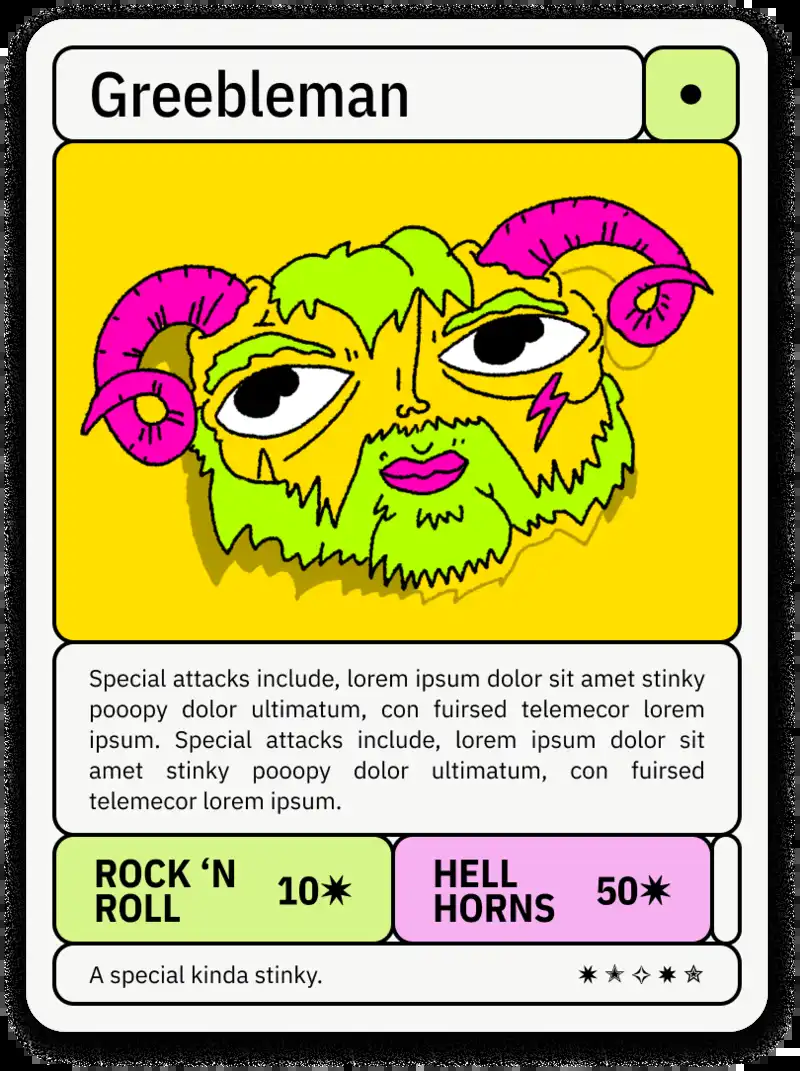 Greebleman
Special attacks include, lorem ipsum dolor sit amet stinky
pooopy dolor ultimatum, con fuirsed telemecor lorem
ipsum. Special attacks include, lorem ipsum dolor sit
amet stinky pooopy dolor ultimatum, con fuirsed
telemecor lorem ipsum.
ROCK ‘N
ROLL
10✷
HELL
HORNS
50✷
A special kinda stinky.
✷ ✭ ✧ ✷ ✮